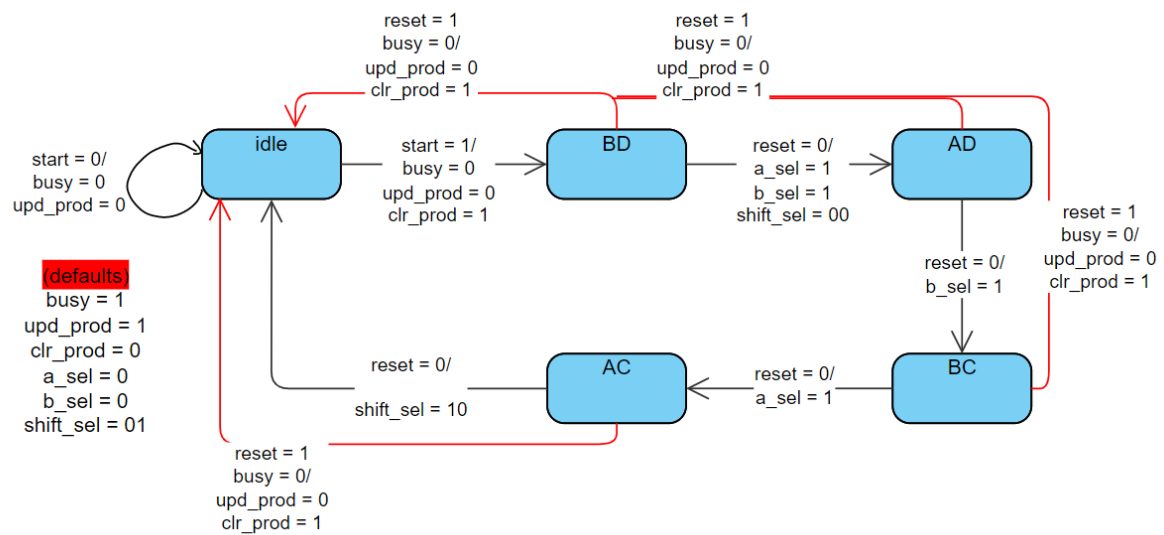 reset = 1
busy = 0/
upd_prod = 0
clr_prod = 1
reset = 1
busy = 0/
upd_prod = 0
clr_prod = 1
idle
BD
AD
start = 0/
busy = 0
upd_prod = 0
start = 1/
busy = 0
upd_prod = 0
clr_prod = 1
reset = 0/
a_sel = 1
b_sel = 1
shift_sel = 00
reset = 1
busy = 0/
upd_prod = 0
clr_prod = 1
reset = 0/
b_sel = 1
(defaults)
busy = 1
upd_prod = 1
clr_prod = 0
a_sel = 0
b_sel = 0
shift_sel = 01
reset = 0/
shift_sel = 10
AC
reset = 0/
a_sel = 1
BC
reset = 1
busy = 0/
upd_prod = 0
clr_prod = 1